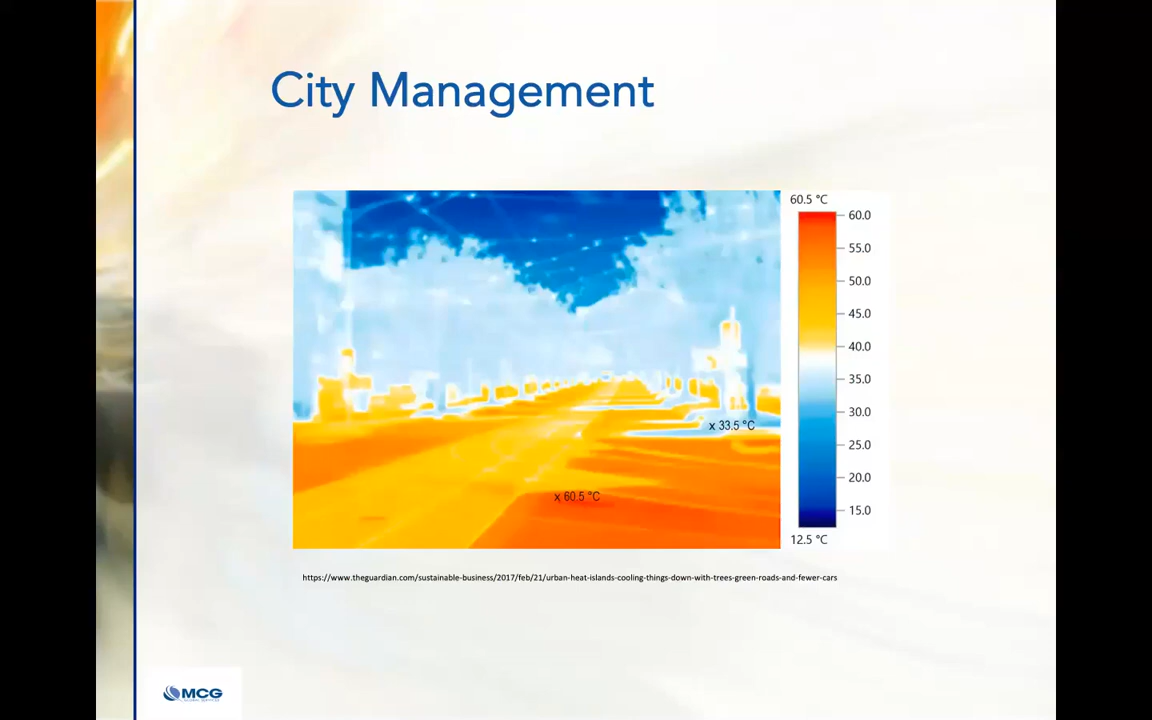 City Management
60.5 °C
60.0
55.0
50.0
45.0
40.0
35.0
30.0
25.0
20.0
15.0
12.5 °C
x 33.5 °C
x 60.5 °C
https://www.theguardian.com/sustainable-business/2017/feb/21/urban-heat-islands-cooling-things-down-with-trees-green-roads-and-fewer-cars
MCG